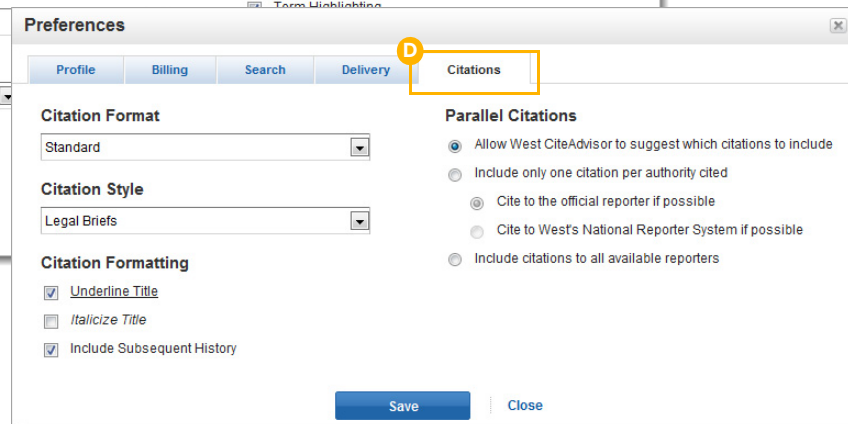 Term Highlighting
Preferences
D
Profile Billing Search Delivery Citations
Citation Format
Standard
Citation Style
Legal Briefs
Citation Formatting
Underline Title
Italicize Title
Include Subsequent History
Parallel Citations
Allow West CiteAdvisor to suggest which citations to include
Include only one citation per authority cited
Cite to the official reporter if possible
Cite to West's National Reporter System if possible
Include citations to all available reporters
Save Close